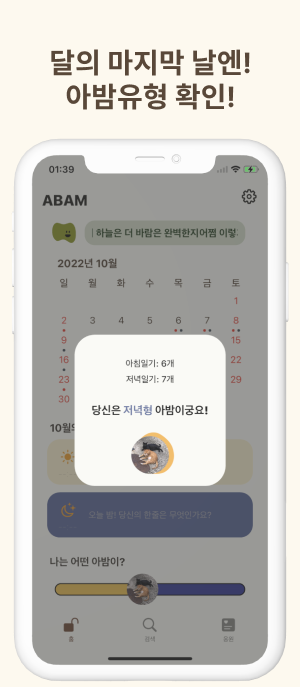 달의 마지막 날엔!
아밤유형 확인!
01:39
ABAM
하늘은 더 바람은 완벽한지어쩜 이렇
2022년 10월
일 월 화 수 목 금 토
1
2 3 4 5 6 7 8
9 15
16 22
23 29
30
아침일기: 6개
저녁일기: 7개
당신은 저녁형 아밤이궁요!
10월의
오늘 밤! 당신의 한줄은 무엇인가요?
나는 어떤 아밤이?
홈 검색